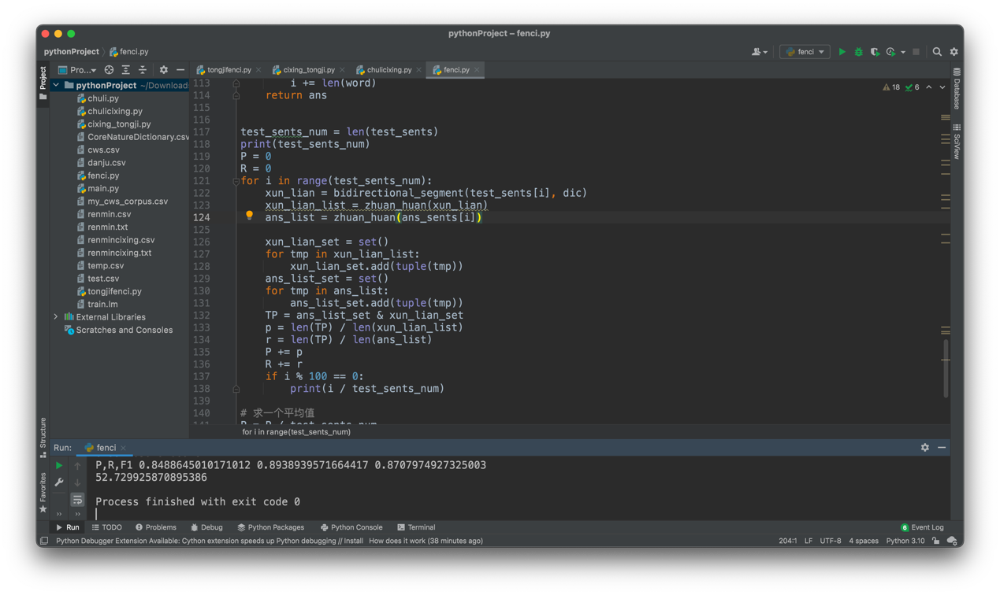 pythonProject – fenci.py
pythonProject
fenci.py
fenci
Project
Pro...
tongjifenci.py
cixing_tongji.py
chulicixing.py
fenci.py
pythonProject ~/Download
chuli.py
chulicixing.py
cixing_tongji.py
CoreNatureDictionary.csv
cws.csv
danju.csv
fenci.py
main.py
my_cws_corpus.csv
renmin.csv
renmin.txt
renmincixing.csv
renmincixing.txt
temp.csv
test.csv
tongjifenci.py
train.lm
External Libraries
Scratches and Consoles
18 6
Database
SciView
113 i += len(word)
114 return ans
115
116
117 test_sents_num = len(test_sents)
118 print(test_sents_num)
119 P = 0
120 R = 0
121 for i in range(test_sents_num):
122 xun_lian = bidirectional_segment(test_sents[i], dic)
123 xun_lian_list = zhuan_huan(xun_lian)
124 ans_list = zhuan_huan(ans_sents[i])
125
126 xun_lian_set = set()
127 for tmp in xun_lian_list:
128 xun_lian_set.add(tuple(tmp))
129 ans_list_set = set()
130 for tmp in ans_list:
131 ans_list_set.add(tuple(tmp))
132 TP = ans_list_set & xun_lian_set
133 p = len(TP) / len(xun_lian_list)
134 r = len(TP) / len(ans_list)
135 P += p
136 R += r
137 if i % 100 == 0:
138 print(i / test_sents_num)
139
140 # 求一个平均值
141 P = P / test_sents_num
for i in range(test_sents_num)
Structure
Favorites
Run: fenci
P,R,F1 0.8488645010171012 0.8938939571664417 0.8707974927325003
52.729925870895386
Process finished with exit code 0
Run
TODO
Problems
Debug
Python Packages
Python Console
Terminal
6 Event Log
Python Debugger Extension Available: Cython extension speeds up Python debugging // Install How does it work (38 minutes ago)
204:1 LF UTF-8 4 spaces Python 3.10